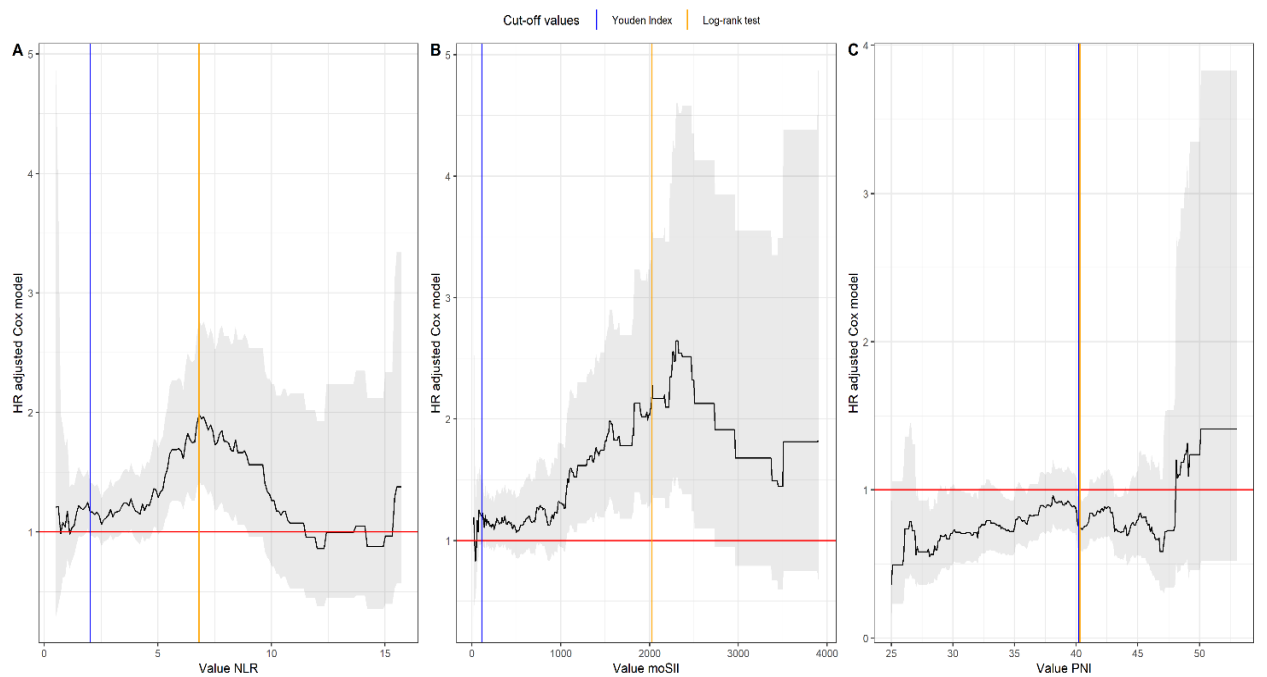 Cut-off values Youden Index Log-rank test
A
HR adjusted Cox model
5
4
3
2
1
0 5 10 15
Value NLR
B
HR adjusted Cox model
5
4
3
2
1
0 1000 2000 3000 4000
Value moSII
C
HR adjusted Cox model
4
3
2
1
0
25 30 35 40 45 50
Value PNI